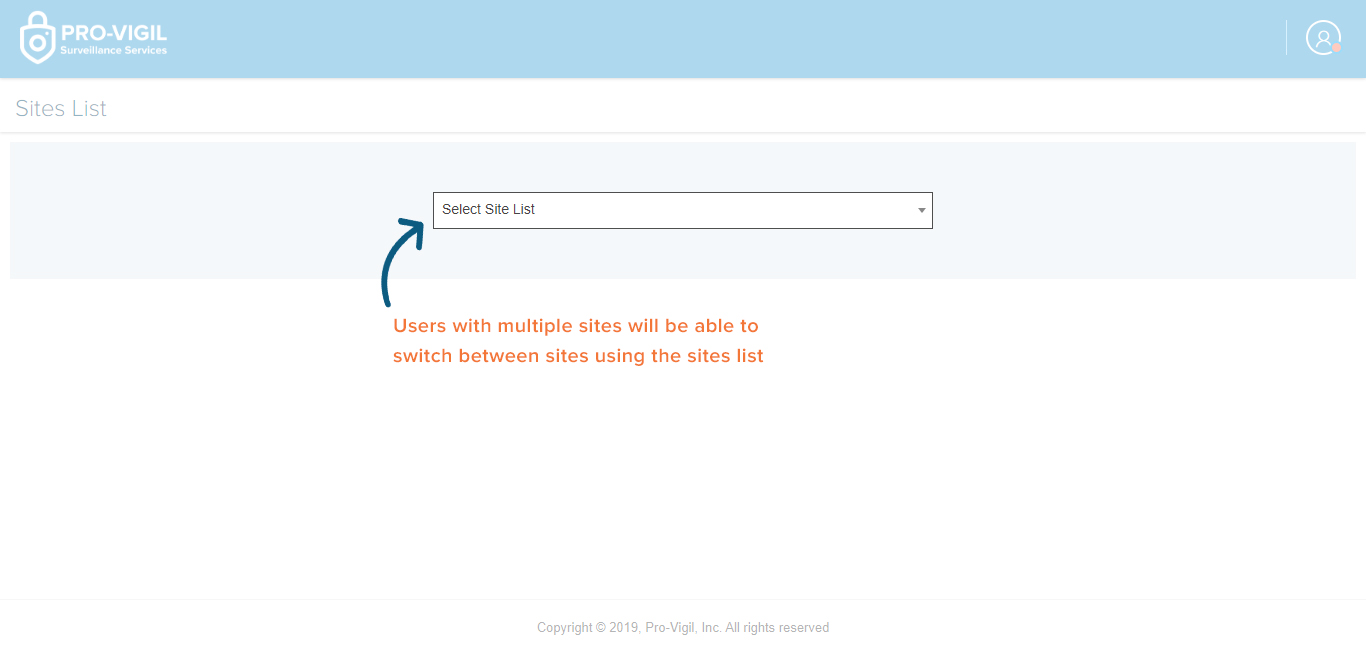 PRO-VIGIL
Surveillance Services
Sites List
Select Site List
Users with multiple sites will be able to
switch between sites using the sites list
Copyright © 2019, Pro-Vigil, Inc. All rights reserved